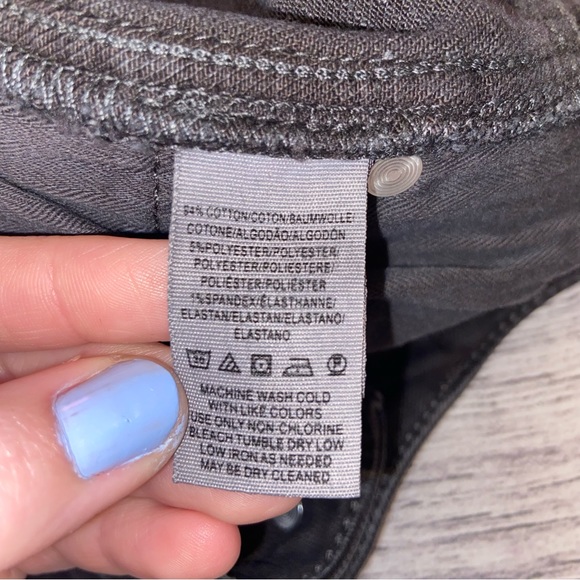 94% COTTON/COTON/BAUMWOLLE/
COTONE/ALGODÃO/ALGODÓN
5% POLYESTER/POLYESTER/
POLYESTER/POLIESTERE/
POLIÉSTER/POLIÉSTER
1% SPANDEX/ÉLASTHANNE/
ELASTAN/ELASTAN/ELASTANO/
ELASTANO
MACHINE WASH COLD
WITH LIKE COLORS
USE ONLY NON-CHLORINE
BLEACH TUMBLE DRY LOW
LOW IRON AS NEEDED
MAY BE DRY CLEANED